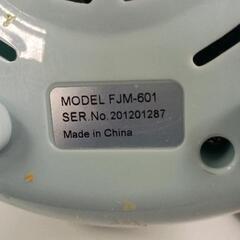 MODEL FJM-601
SER.No.201201287
Made in China